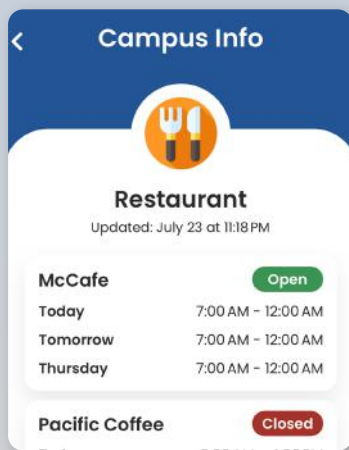 Campus Info
Restaurant
Updated: July 23 at 11:18 PM
McCafe Open
Today 7:00 AM - 12:00 AM
Tomorrow 7:00 AM - 12:00 AM
Thursday 7:00 AM - 12:00 AM
Pacific Coffee Closed